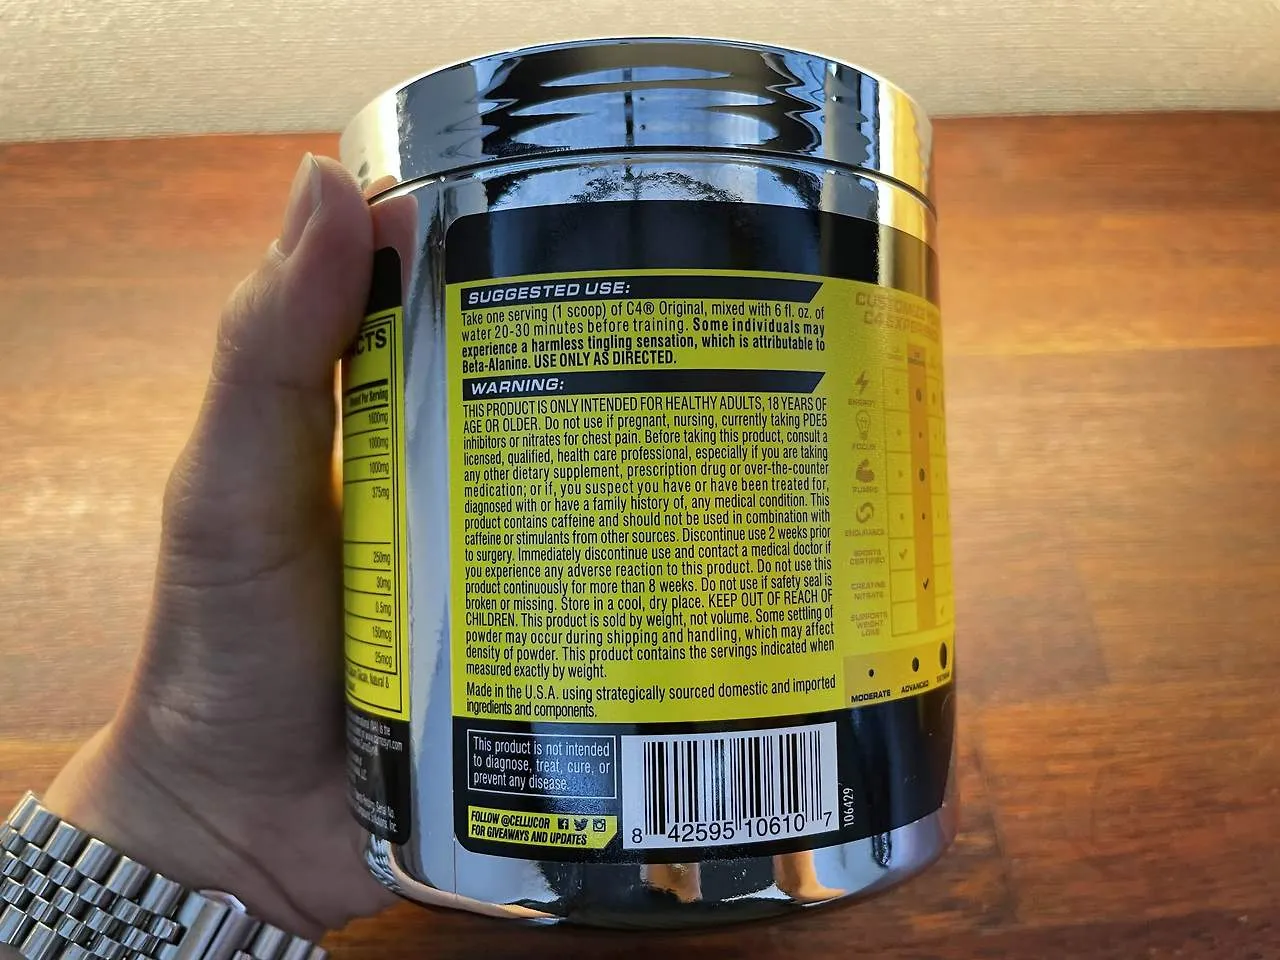 SUGGESTED USE:
Take one serving (1 scoop) of C4® Original, mixed with 6 fl. oz. of
water 20-30 minutes before training. Some individuals may
experience a harmless tingling sensation, which is attributable to
Beta-Alanine. USE ONLY AS DIRECTED.
WARNING:
THIS PRODUCT IS ONLY INTENDED FOR HEALTHY ADULTS, 18 YEARS OF
AGE OR OLDER. Do not use if pregnant, nursing, currently taking PDE5
inhibitors or nitrates for chest pain. Before taking this product, consult a
licensed, qualified, health care professional, especially if you are taking
any other dietary supplement, prescription drug or over-the-counter
medication; or if, you suspect you have or have been treated for,
diagnosed with or have a family history of, any medical condition. This
product contains caffeine and should not be used in combination with
caffeine or stimulants from other sources. Discontinue use 2 weeks prior
to surgery. Immediately discontinue use and contact a medical doctor if
you experience any adverse reaction to this product. Do not use this
product continuously for more than 8 weeks. Do not use if safety seal is
broken or missing. Store in a cool, dry place. KEEP OUT OF REACH OF
CHILDREN. This product is sold by weight, not volume. Some settling of
powder may occur during shipping and handling, which may affect
density of powder. This product contains the servings indicated when
measured exactly by weight.
Made in the U.S.A. using strategically sourced domestic and imported
ingredients and components.
This product is not intended
to diagnose, treat, cure, or
prevent any disease.
FOLLOW @CELLUCOR
FOR GIVEAWAYS AND UPDATES
8 42595 10610 7
106429
Per Serving
1600mg
1000mg
1000mg
375mg
250mg
30mg
0.5mg
150mcg
25mcg
Natural &
ENERGY
FOCUS
PUMPS
ENDURANCE
SPORTS
CERTIFIED
CREATINE
NITRATE
SUPPORTS
WEIGHT
LOSS
MODERATE
ADVANCED